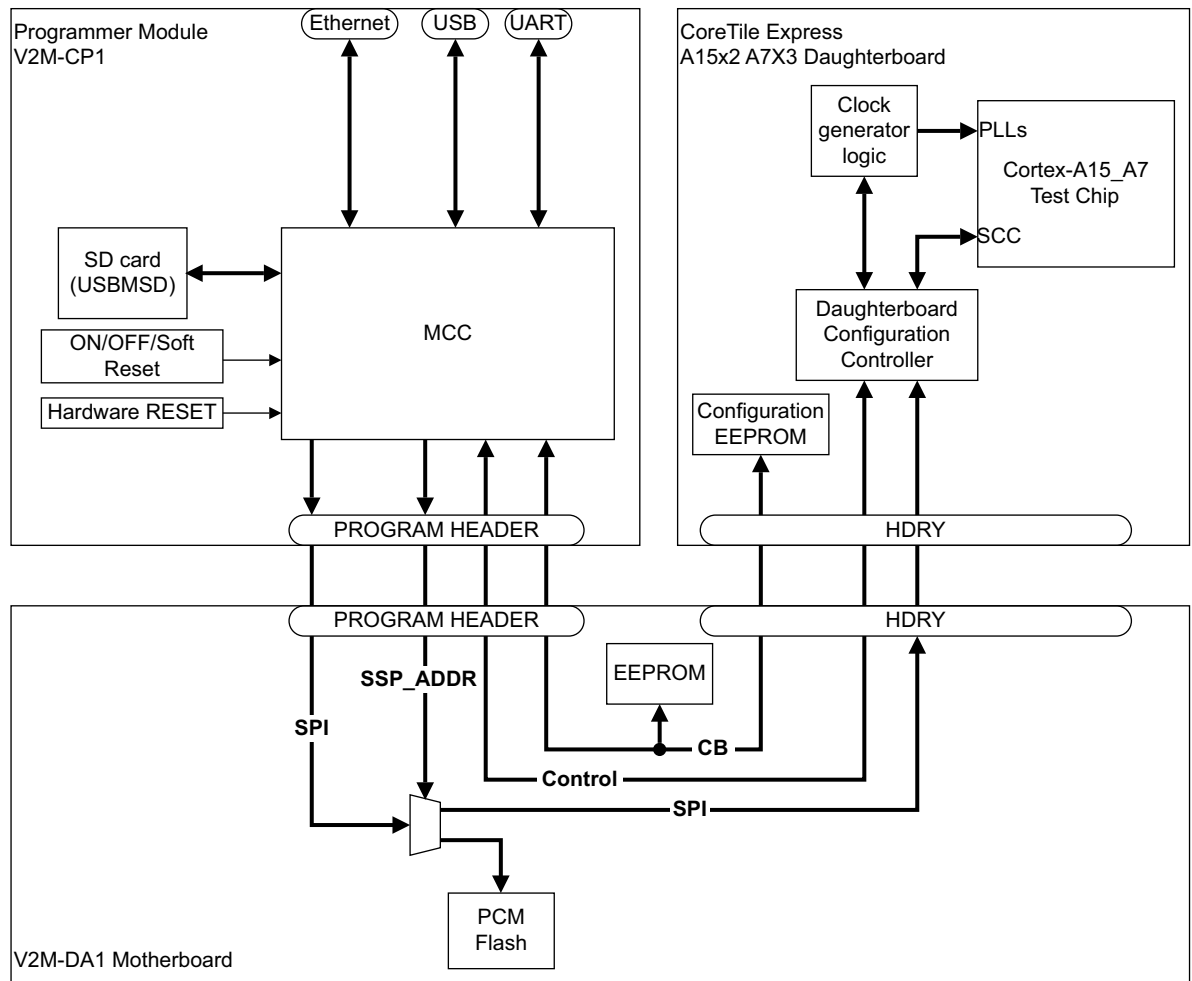 Programmer Module
V2M-CP1
Ethernet
USB
UART
SD card
(USBMSD)
ON/OFF/Soft
Reset
Hardware RESET
MCC
PROGRAM HEADER
CoreTile Express
A15x2 A7X3 Daughterboard
Clock
generator
logic
PLLs
Cortex-A15_A7
Test Chip
SCC
Daughterboard
Configuration
Controller
Configuration
EEPROM
HDRY
PROGRAM HEADER
HDRY
SSP_ADDR
EEPROM
SPI
CB
Control
SPI
PCM
Flash
V2M-DA1 Motherboard